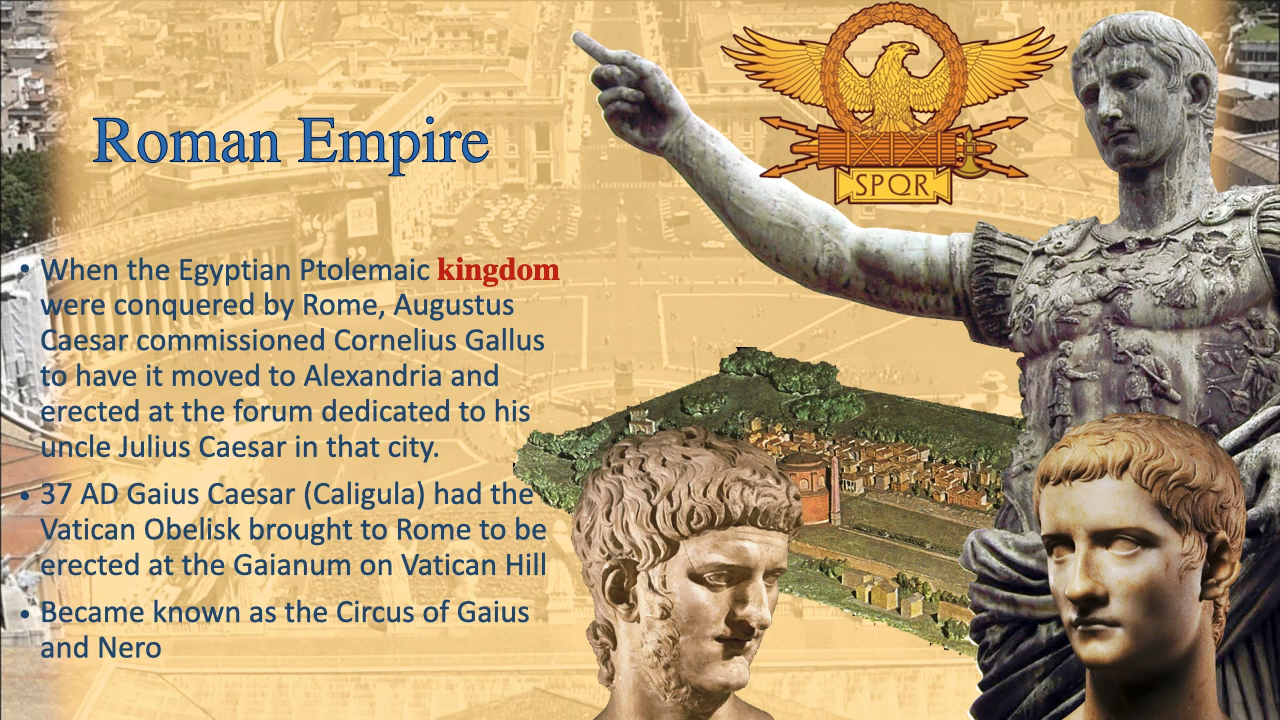 SPQR
Roman Empire
• When the Egyptian Ptolemaic kingdom
were conquered by Rome, Augustus
Caesar commissioned Cornelius Gallus
to have it moved to Alexandria and
erected at the forum dedicated to his
uncle Julius Caesar in that city.
• 37 AD Gaius Caesar (Caligula) had the
Vatican Obelisk brought to Rome to be
erected at the Gaianum on Vatican Hill
• Became known as the Circus of Gaius
and Nero